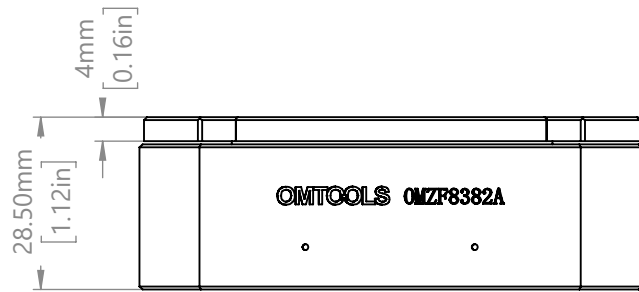 4mm
[0.16in]
28.50mm
[1.12in]
OMTOOLS OMZF8382A